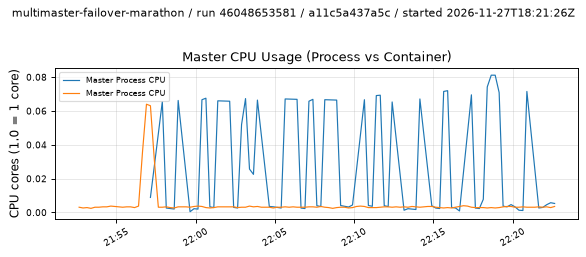 multimaster-failover-marathon / run 46048653581 / a11c5a437a5c / started 2026-11-27T18:21:26Z
Master CPU Usage (Process vs Container)
CPU cores (1.0 = 1 core)
0.08
0.06
0.04
0.02
0.00
Master Process CPU
Master Process CPU
21:55
22:00
22:05
22:10
22:15
22:20